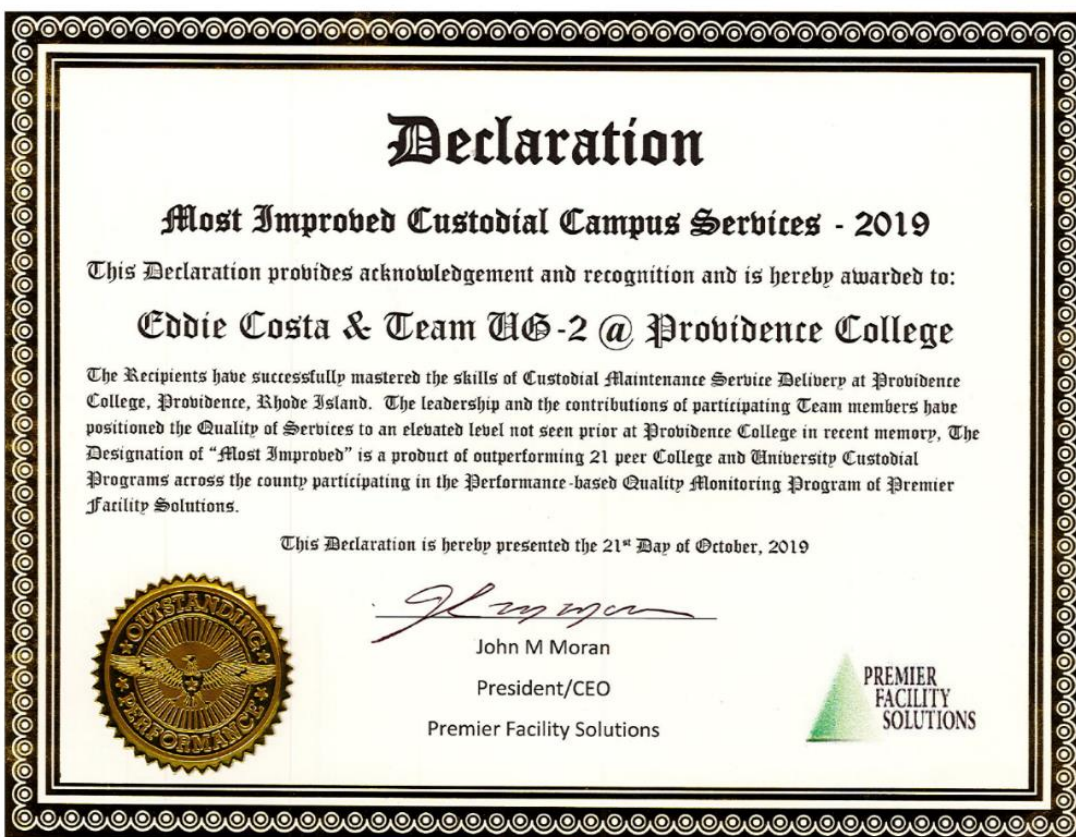 Declaration
Most Improved Custodial Campus Services - 2019
This Declaration provides acknowledgement and recognition and is hereby awarded to:
Eddie Costa & Team UG-2 @ Providence College
The Recipients have successfully mastered the skills of Custodial Maintenance Service Delivery at Providence
College, Providence, Rhode Island. The leadership and the contributions of participating Team members have
positioned the Quality of Services to an elevated level not seen prior at Providence College in recent memory, The
Designation of “Most Improved” is a product of outperforming 21 peer College and University Custodial
Programs across the county participating in the Performance-based Quality Monitoring Program of Premier
Facility Solutions.
This Declaration is hereby presented the 21st Day of October, 2019
John M Moran
President/CEO
Premier Facility Solutions
OUTSTANDING
PERFORMANCE
PREMIER
FACILITY
SOLUTIONS